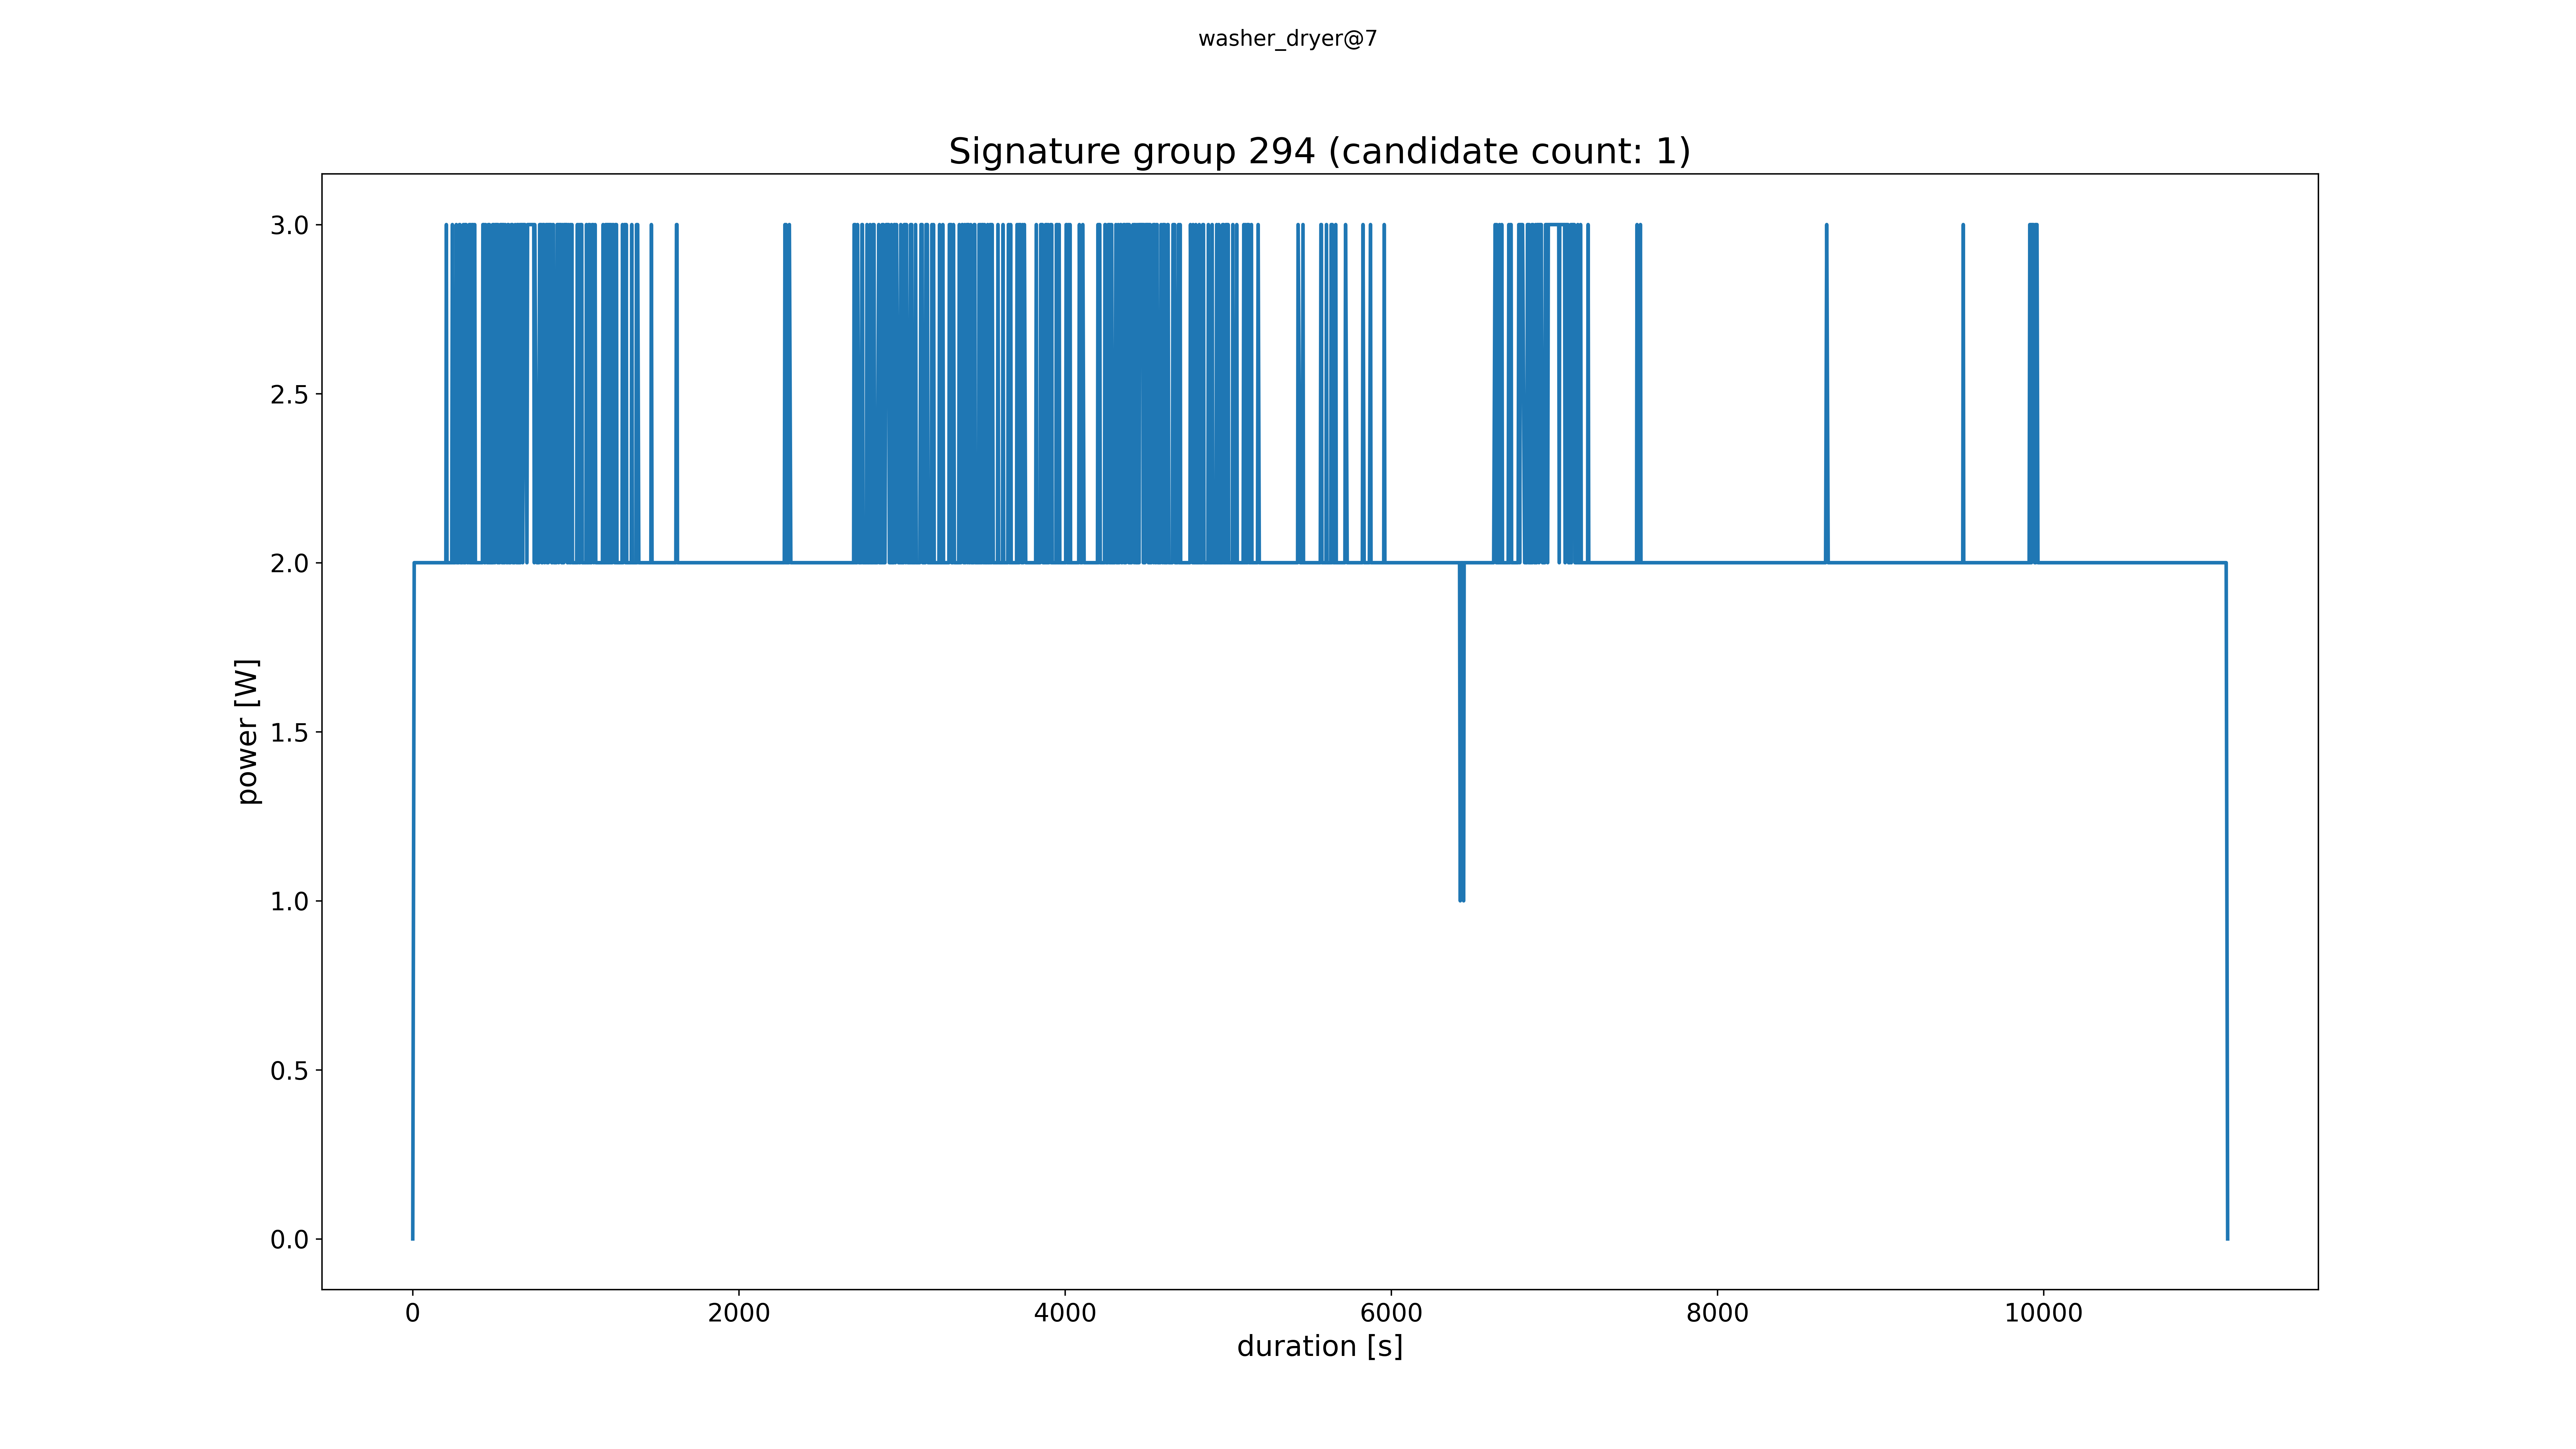 washer_dryer@7
Signature group 294 (candidate count: 1)
3.0
2.5
2.0
1.5
1.0
0.5
0.0
power [W]
0 2000 4000 6000 8000 10000
duration [s]